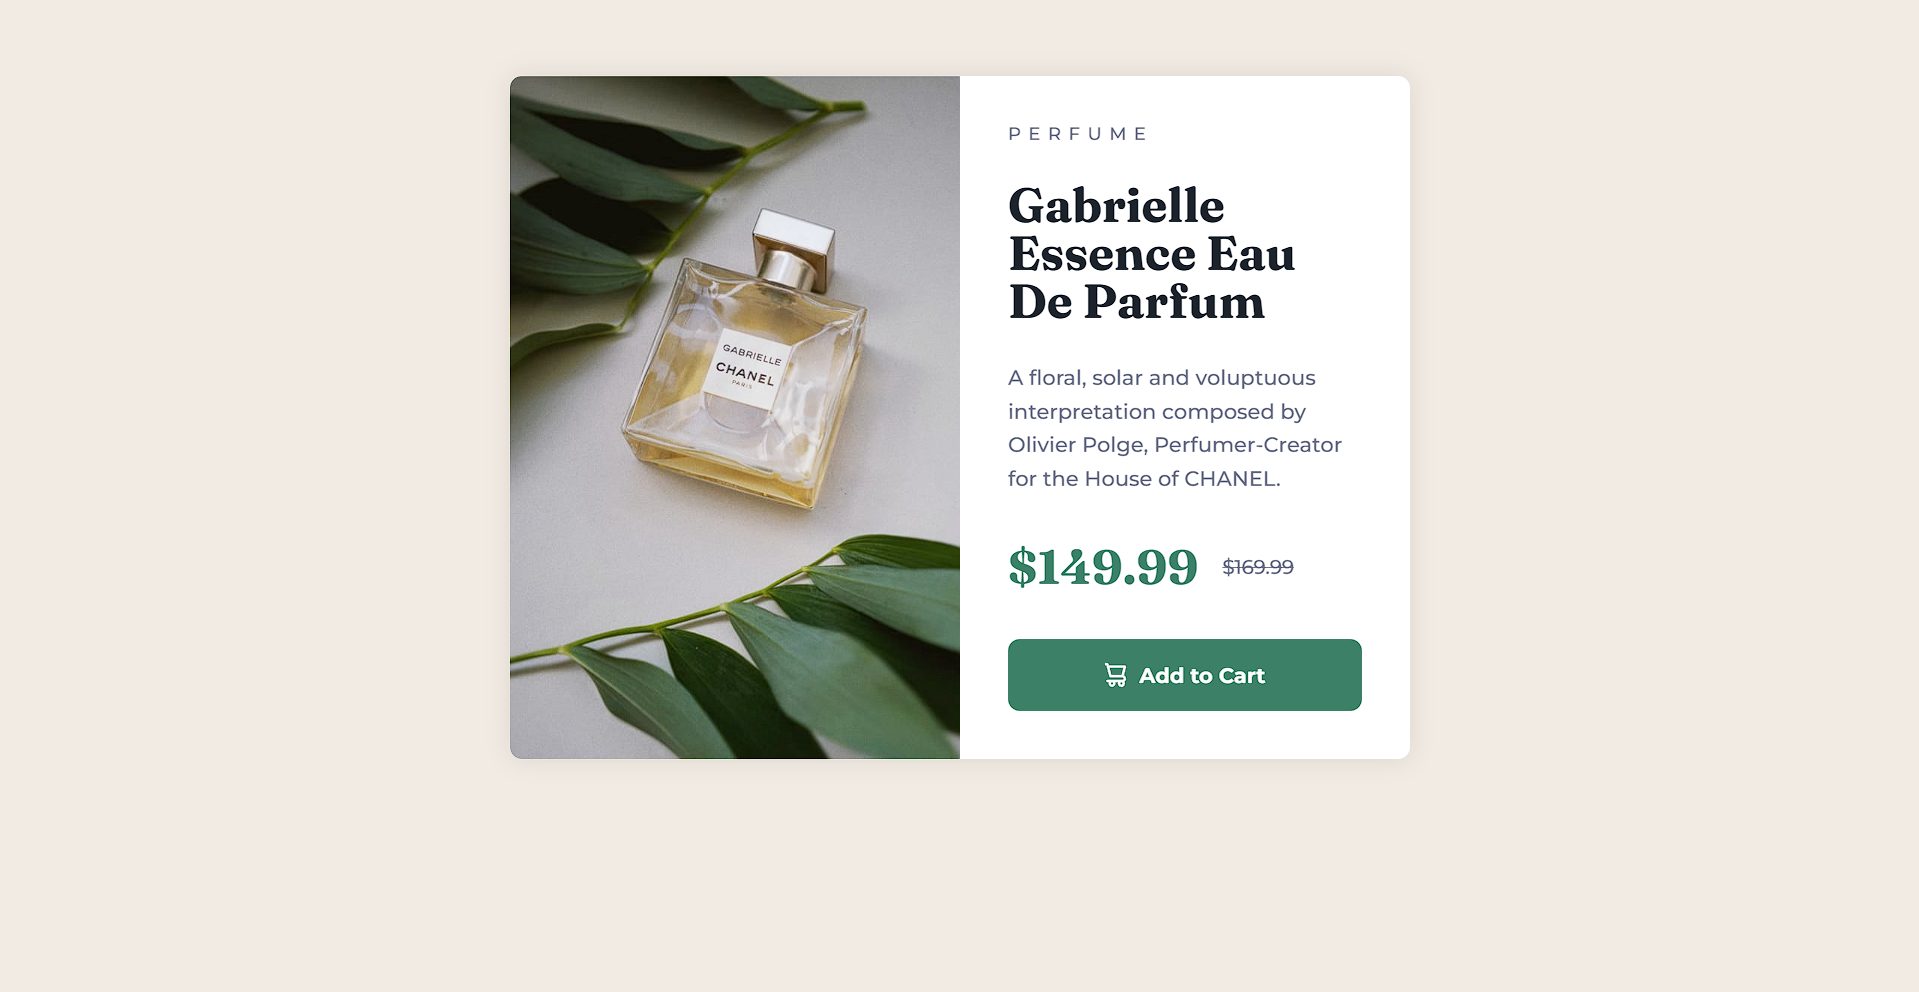 GABRIELLE
CHANEL
PARIS
PERFUME
Gabrielle
Essence Eau
De Parfum
A floral, solar and voluptuous
interpretation composed by
Olivier Polge, Perfumer-Creator
for the House of CHANEL.
$149.99 $169.99
Add to Cart